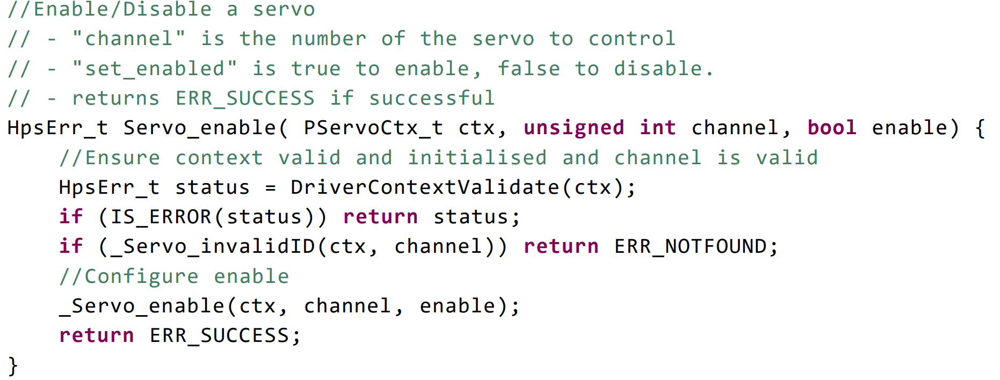 //Enable/Disable a servo
// - "channel" is the number of the servo to control
// - "set_enabled" is true to enable, false to disable.
// - returns ERR_SUCCESS if successful
HpsErr_t Servo_enable( PServoCtx_t ctx, unsigned int channel, bool enable) {
    //Ensure context valid and initialised and channel is valid
    HpsErr_t status = DriverContextValidate(ctx);
    if (IS_ERROR(status)) return status;
    if (_Servo_invalidID(ctx, channel)) return ERR_NOTFOUND;
    //Configure enable
    _Servo_enable(ctx, channel, enable);
    return ERR_SUCCESS;
}